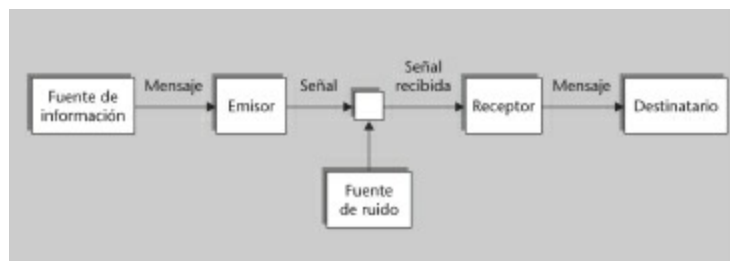 Fuente de
información
Mensaje
Emisor
Señal
Señal
recibida
Receptor
Mensaje
Destinatario
Fuente
de ruido